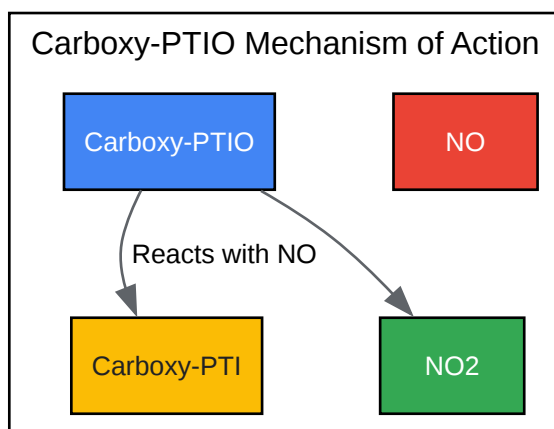 Carboxy-PTIO Mechanism of Action
Carboxy-PTIO
NO
Reacts with NO
Carboxy-PTI
NO2